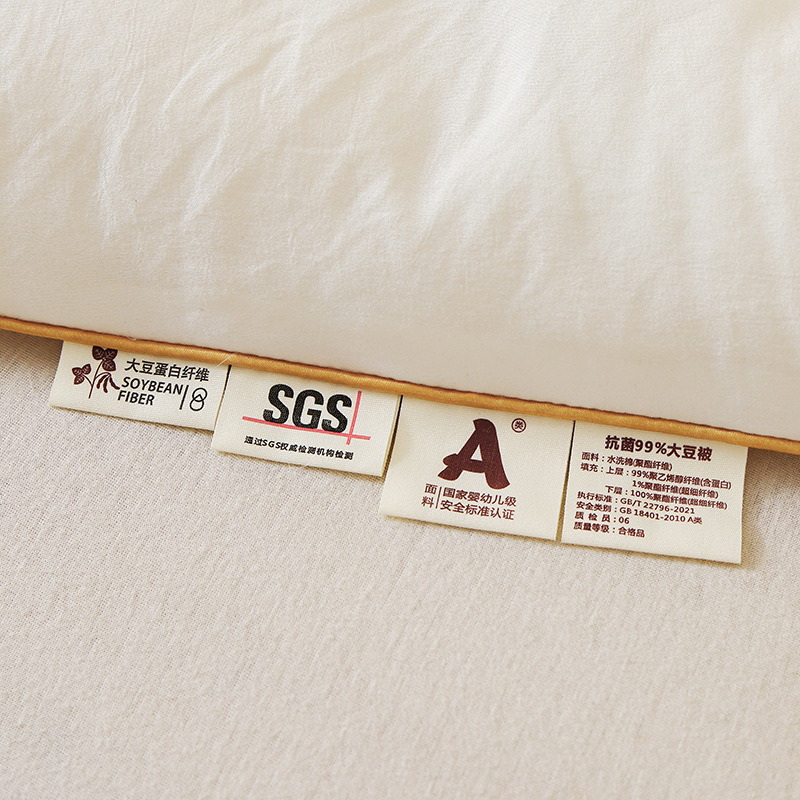 大豆蛋白纤维
SOYBEAN
FIBER
SGS
通过SGS权威检测机构检测
A类
面料
国家婴幼儿级
安全标准认证
抗菌99%大豆被
面料：水洗棉(聚酯纤维)
填充：上层：99%聚乙烯醇纤维(含蛋白)
1%聚酯纤维(超细纤维)
下层：100%聚酯纤维(超细纤维)
执行标准：GB/T 22796-2021
安全类别：GB 18401-2010 A类
质 检 员：06
质量等级：合格品